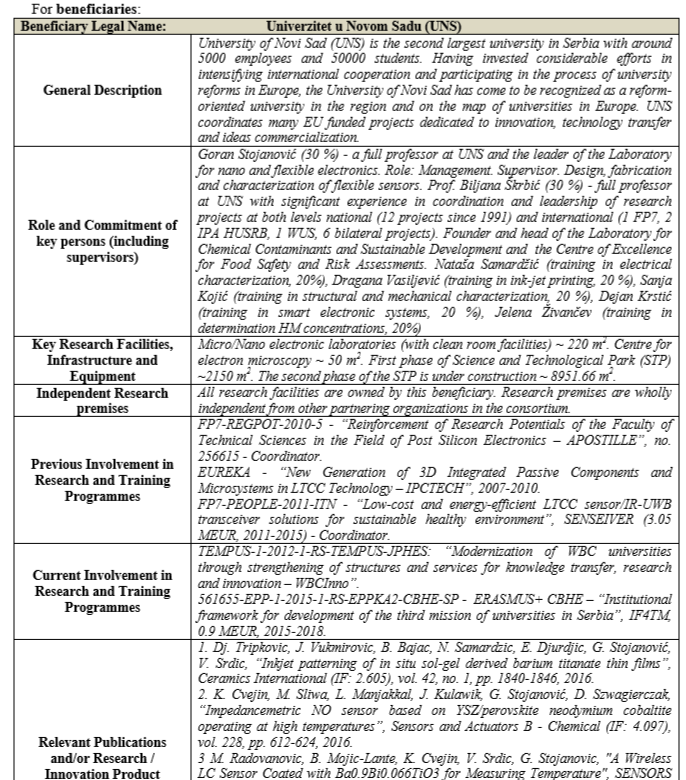 For beneficiaries:
Beneficiary Legal Name: Univerzitet u Novom Sadu (UNS)
General Description
University of Novi Sad (UNS) is the second largest university in Serbia with around
5000 employees and 50000 students. Having invested considerable efforts in
intensifying international cooperation and participating in the process of university
reforms in Europe, the University of Novi Sad has come to be recognized as a reform-
oriented university in the region and on the map of universities in Europe. UNS
coordinates many EU funded projects dedicated to innovation, technology transfer
and ideas commercialization.
Role and Commitment of
key persons (including
supervisors)
Goran Stojanović (30 %) - a full professor at UNS and the leader of the Laboratory
for nano and flexible electronics. Role: Management. Supervisor. Design, fabrication
and characterization of flexible sensors. Prof. Biljana Škrbić (30 %) - full professor
at UNS with significant experience in coordination and leadership of research
projects at both levels national (12 projects since 1991) and international (1 FP7, 2
IPA HUSRB, 1 WUS, 6 bilateral projects). Founder and head of the Laboratory for
Chemical Contaminants and Sustainable Development and the Centre of Excellence
for Food Safety and Risk Assessments. Nataša Samardžić (training in electrical
characterization, 20%), Dragana Vasiljević (training in ink-jet printing, 20 %), Sanja
Kojić (training in structural and mechanical characterization, 20 %), Dejan Krstić
(training in smart electronic systems, 20 %), Jelena Živančev (training in
determination HM concentrations, 20%)
Key Research Facilities,
Infrastructure and
Equipment
Micro/Nano electronic laboratories (with clean room facilities) ~ 220 m². Centre for
electron microscopy ~ 50 m². First phase of Science and Technological Park (STP)
~2150 m². The second phase of the STP is under construction ~ 8951.66 m².
Independent Research
premises
All research facilities are owned by this beneficiary. Research premises are wholly
independent from other partnering organizations in the consortium.
Previous Involvement in
Research and Training
Programmes
FP7-REGPOT-2010-5 - “Reinforcement of Research Potentials of the Faculty of
Technical Sciences in the Field of Post Silicon Electronics – APOSTILLE”, no.
256615 - Coordinator.
EUREKA - “New Generation of 3D Integrated Passive Components and
Microsystems in LTCC Technology – IPCTECH”, 2007-2010.
FP7-PEOPLE-2011-ITN - “Low-cost and energy-efficient LTCC sensor/IR-UWB
transceiver solutions for sustainable healthy environment”, SENSEIVER (3.05
MEUR, 2011-2015) - Coordinator.
Current Involvement in
Research and Training
Programmes
TEMPUS-1-2012-1-RS-TEMPUS-JPHES: “Modernization of WBC universities
through strengthening of structures and services for knowledge transfer, research
and innovation – WBCInno”.
561655-EPP-1-2015-1-RS-EPPKA2-CBHE-SP - ERASMUS+ CBHE – “Institutional
framework for development of the third mission of universities in Serbia”, IF4TM,
0.9 MEUR, 2015-2018.
Relevant Publications
and/or Research /
Innovation Product
1. Dj. Tripkovic, J. Vukmirovic, B. Bajac, N. Samardzic, E. Djurdjic, G. Stojanović,
V. Srdic, “Inkjet patterning of in situ sol-gel derived barium titanate thin films”,
Ceramics International (IF: 2.605), vol. 42, no. 1, pp. 1840-1846, 2016.
2. K. Cvejin, M. Sliwa, L. Manjakkal, J. Kulawik, G. Stojanović, D. Szwagierczak,
“Impedancemetric NO sensor based on YSZ/perovskite neodymium cobaltite
operating at high temperatures”, Sensors and Actuators B - Chemical (IF: 4.097),
vol. 228, pp. 612-624, 2016.
3 M. Radovanovic, B. Mojic-Lante, K. Cvejin, V. Srdic, G. Stojanovic, "A Wireless
LC Sensor Coated with Ba0.9Bi0.066TiO3 for Measuring Temperature", SENSORS